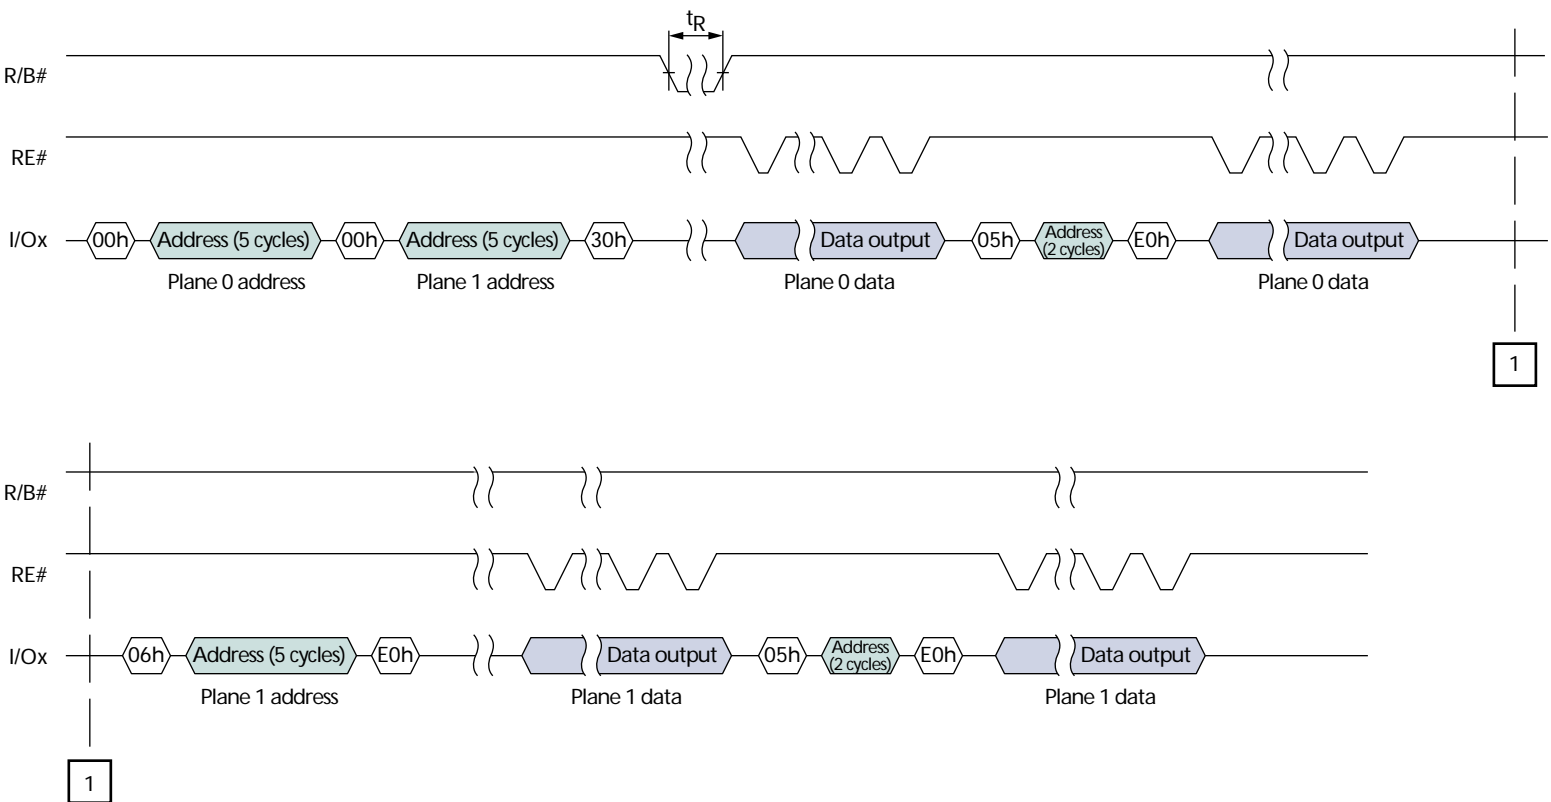 tR
R/B#
RE#
I/Ox 00h Address (5 cycles) 00h Address (5 cycles) 30h Data output 05h Address (2 cycles) E0h Data output
Plane 0 address Plane 1 address Plane 0 data Plane 0 data
1
R/B#
RE#
I/Ox 06h Address (5 cycles) E0h Data output 05h Address (2 cycles) E0h Data output
Plane 1 address Plane 1 data Plane 1 data
1